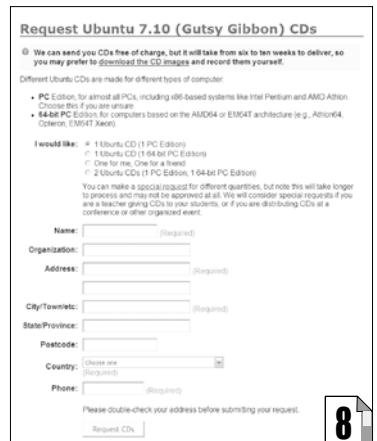 Request Ubuntu 7.10 (Gutsy Gibbon) CDs
We can send you CDs free of charge, but it will take from six to ten weeks to deliver, so
you may prefer to download the CD images and record them yourself.
Different Ubuntu CDs are made for different types of computer:
• PC Edition, for almost all PCs, including x86-based systems like Intel Pentium and AMD Athlon.
Choose this if you are unsure.
• 64-bit PC Edition, for computers based on the AMD64 or EM64T architecture (e.g., Athlon64,
Opteron, EM64T Xeon).
I would like: 1 Ubuntu CD (1 PC Edition)
1 Ubuntu CD (1 64-bit PC Edition)
One for me, One for a friend
2 Ubuntu CDs (1 PC Edition, 1 64-bit PC Edition)
You can make a special request for different quantities, but note this will take longer
to process and may not be approved at all. We will consider special requests if you
are a teacher giving CDs to your students, or if you are distributing CDs at a
conference or other organized event.
Name: (Required)
Organization:
Address: (Required)
City/Town/etc: (Required)
State/Province:
Postcode:
Country: Choose one
(Required)
Phone: (Required)
Please double-check your address before submitting your request.
Request CDs
8